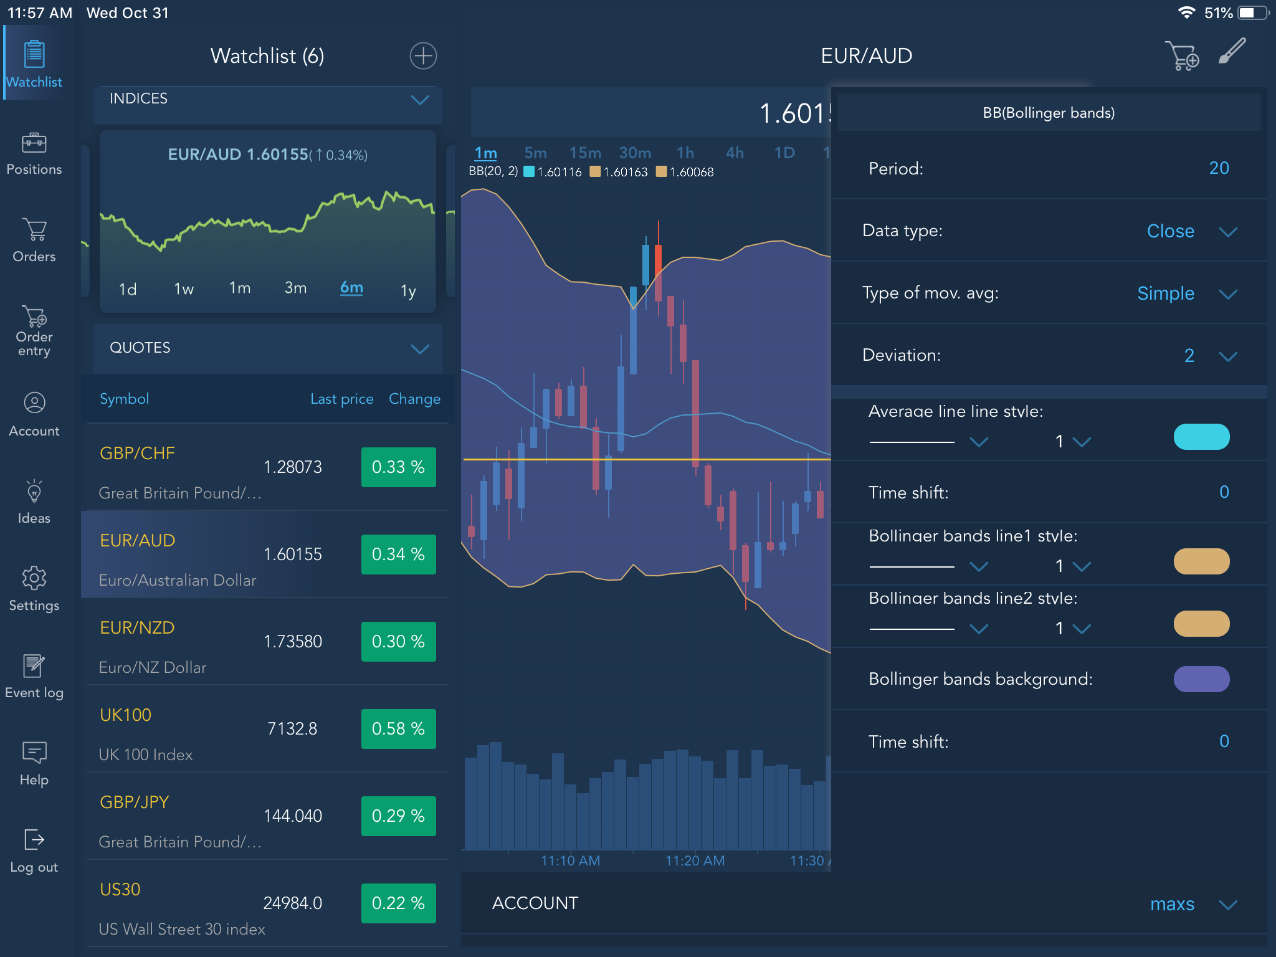 11:57 AM Wed Oct 31
51%
Watchlist
Positions
Orders
Order
entry
Account
Ideas
Settings
Event log
Help
Log out
Watchlist (6)
INDICES
EUR/AUD 1.60155(↑0.34%)
1d 1w 1m 3m 6m 1y
QUOTES
Symbol Last price Change
GBP/CHF
1.28073 0.33 %
Great Britain Pound/...
EUR/AUD
1.60155 0.34 %
Euro/Australian Dollar
EUR/NZD
1.73580 0.30 %
Euro/NZ Dollar
UK100
7132.8 0.58 %
UK 100 Index
GBP/JPY
144.040 0.29 %
Great Britain Pound/...
US30
24984.0 0.22 %
US Wall Street 30 index
EUR/AUD
1.6015
1m 5m 15m 30m 1h 4h 1D 1
BB(20, 2) 1.60116 1.60163 1.60068
11:10 AM 11:20 AM 11:30
BB(Bollinger bands)
Period: 20
Data type: Close
Type of mov. avg: Simple
Deviation: 2
Average line line style:
1
Time shift: 0
Bollinger bands line1 style:
1
Bollinger bands line2 style:
1
Bollinger bands background:
Time shift: 0
ACCOUNT maxs